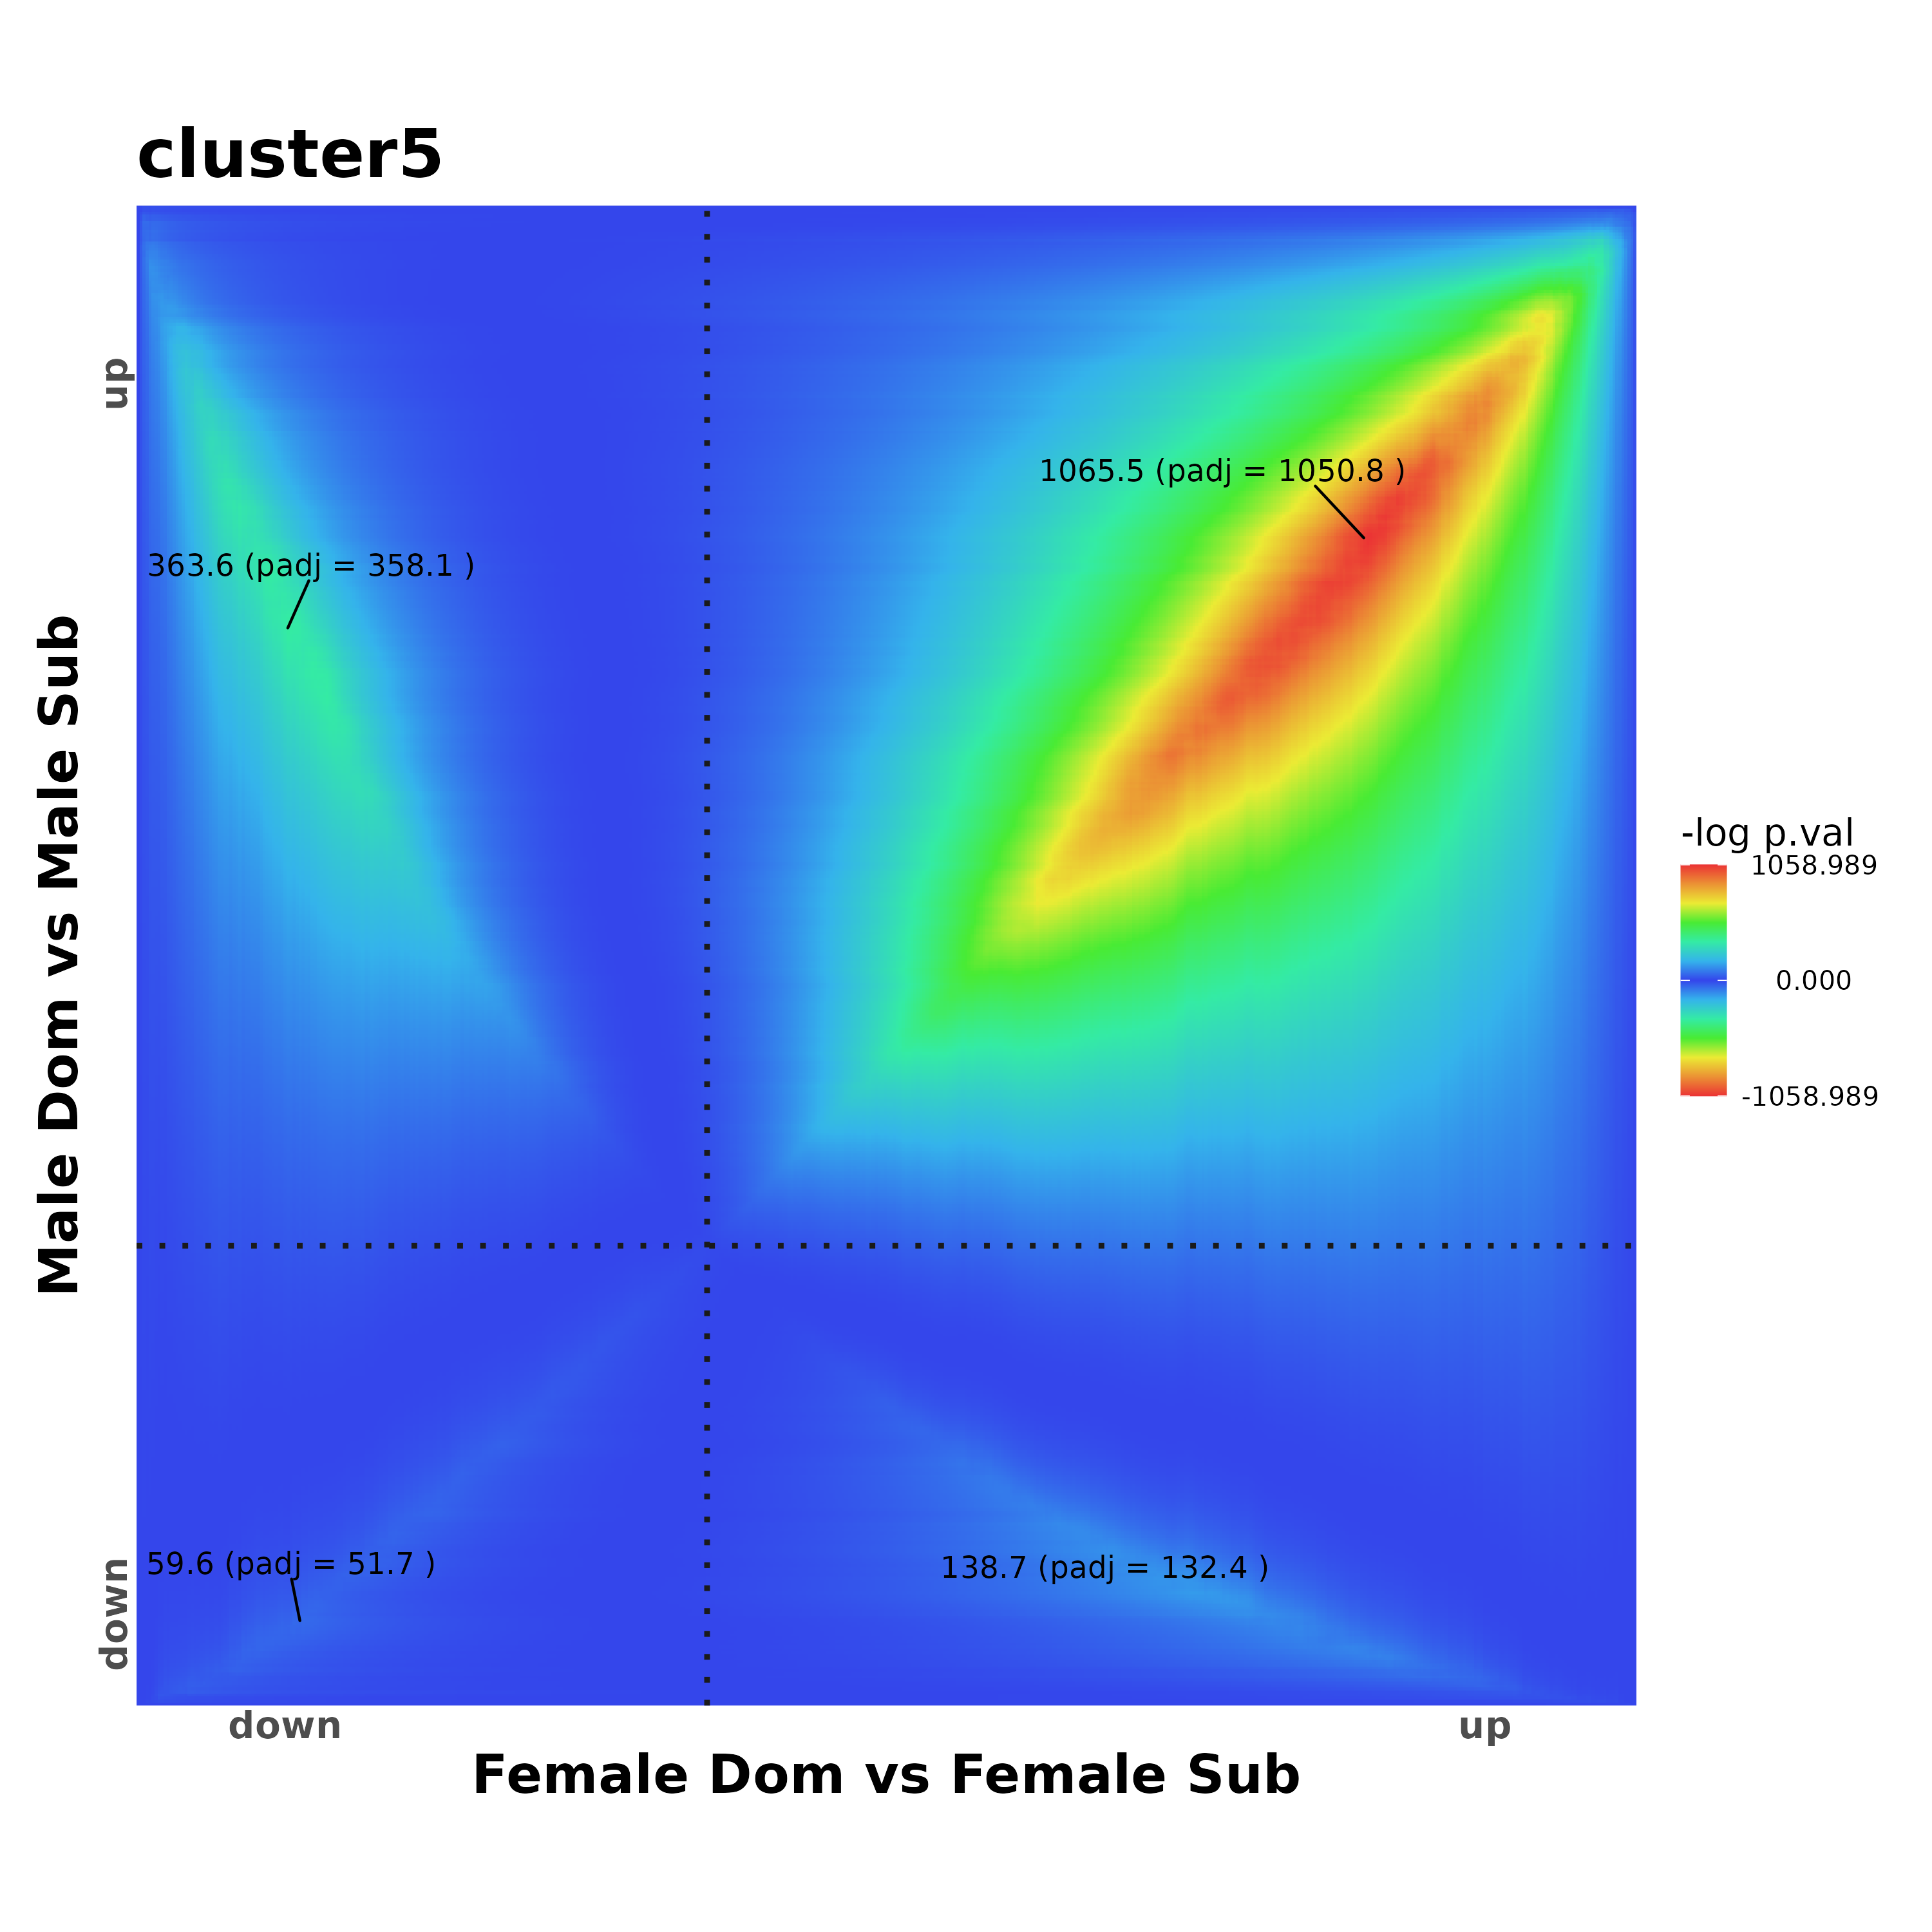 cluster5
up
1065.5 (padj = 1050.8 )
363.6 (padj = 358.1 )
Male Dom vs Male Sub
-log p.val
1058.989
0.000
-1058.989
59.6 (padj = 51.7 )
138.7 (padj = 132.4 )
down
down
up
Female Dom vs Female Sub